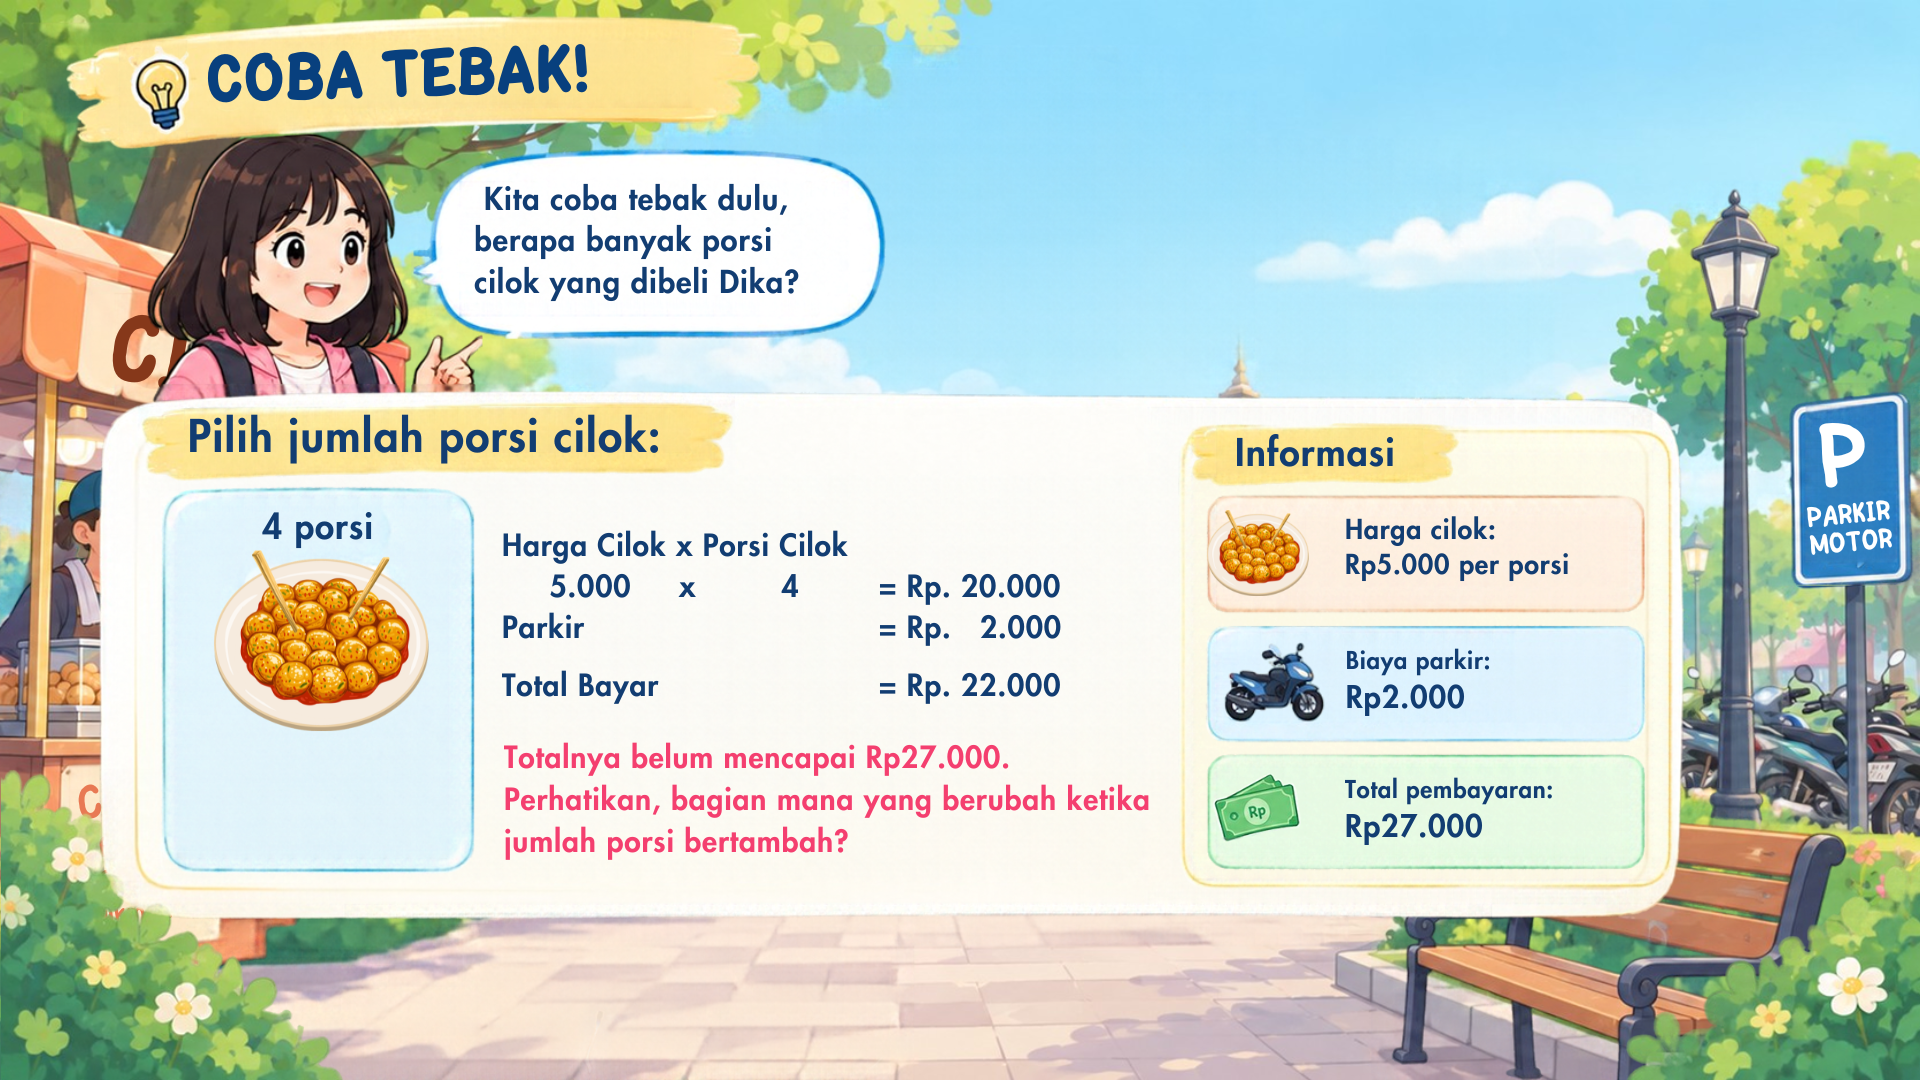 COBA TEBAK!
Kita coba tebak dulu,
berapa banyak porsi
cilok yang dibeli Dika?
Pilih jumlah porsi cilok:
4 porsi
Harga Cilok x Porsi Cilok
5.000 x 4 = Rp. 20.000
Parkir = Rp. 2.000
Total Bayar = Rp. 22.000
Totalnya belum mencapai Rp27.000.
Perhatikan, bagian mana yang berubah ketika
jumlah porsi bertambah?
Informasi
Harga cilok:
Rp5.000 per porsi
Biaya parkir:
Rp2.000
Rp
Total pembayaran:
Rp27.000
P
PARKIR
MOTOR